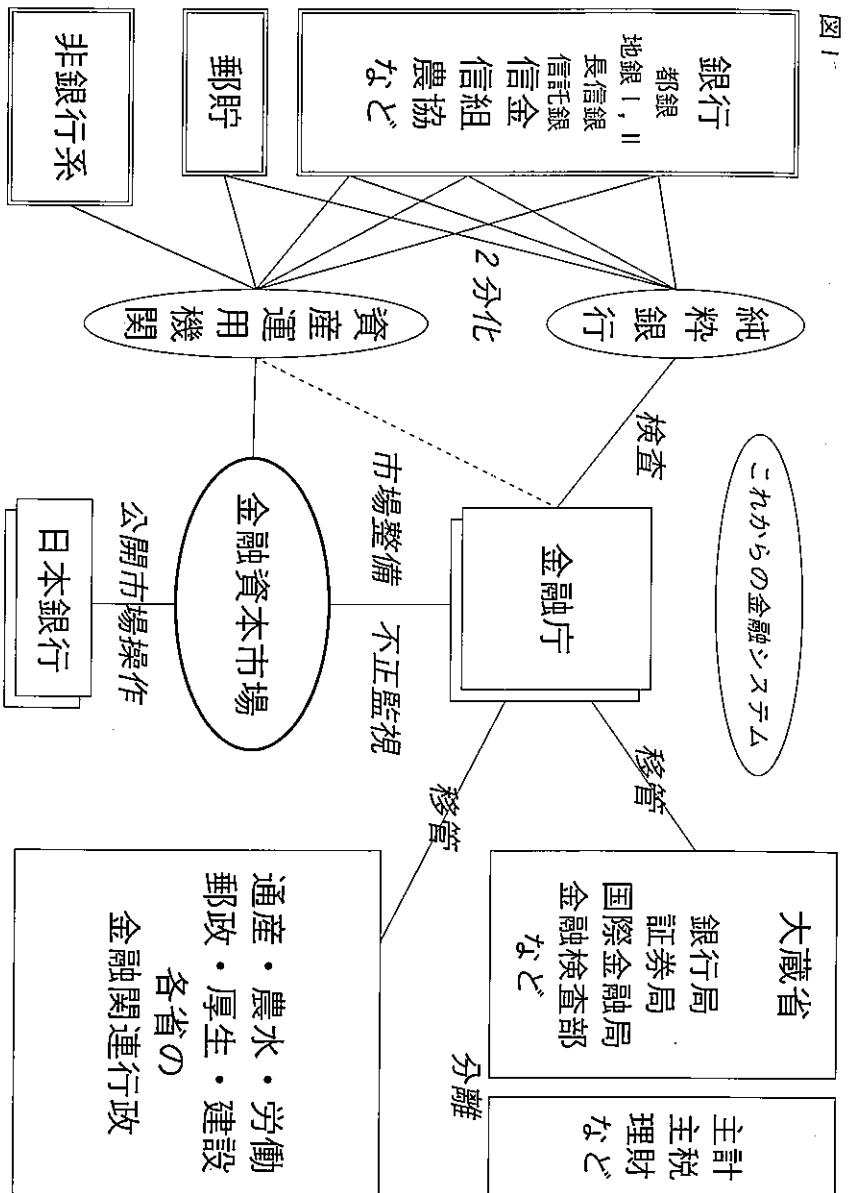 図1
これからの金融システム
銀行
都銀
地銀Ⅰ,Ⅱ
長信銀
信託銀
信金
信組
農協
など
郵貯
非銀行系
2分化
純粋銀行
資産運用機関
検査
金融庁
市場整備
不正監視
金融資本市場
公開市場操作
日本銀行
移管
移管
大蔵省
銀行局
証券局
国際金融局
金融検査部
など
分離
主計
主税
理財
など
通産・農水・労働
郵政・厚生・建設
各省の
金融関連行政